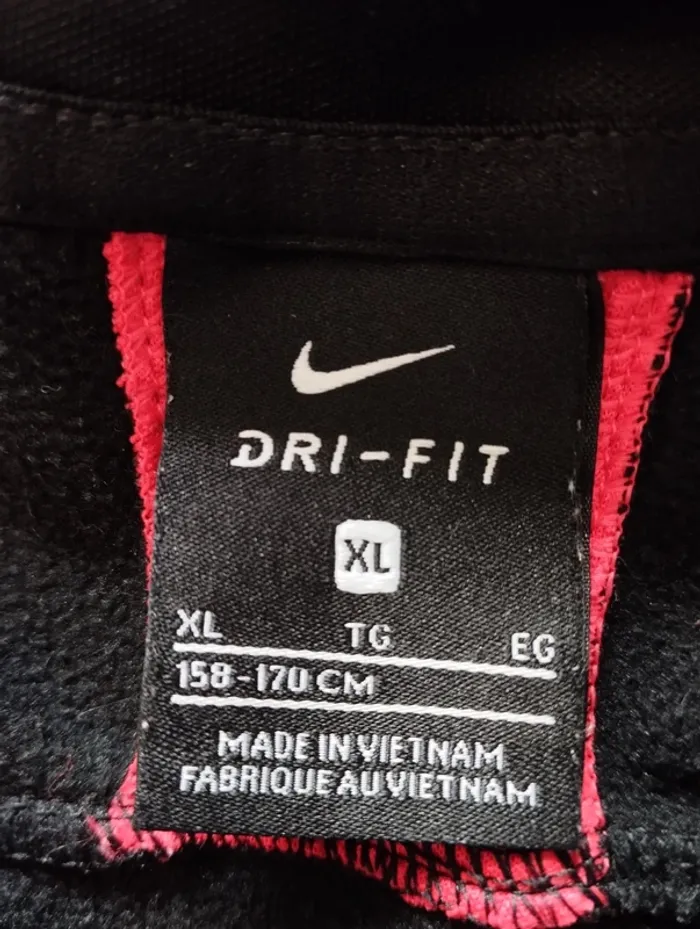 DRI-FIT
XL
XL TG EG
158-170 CM
MADE IN VIETNAM
FABRIQUE AU VIETNAM